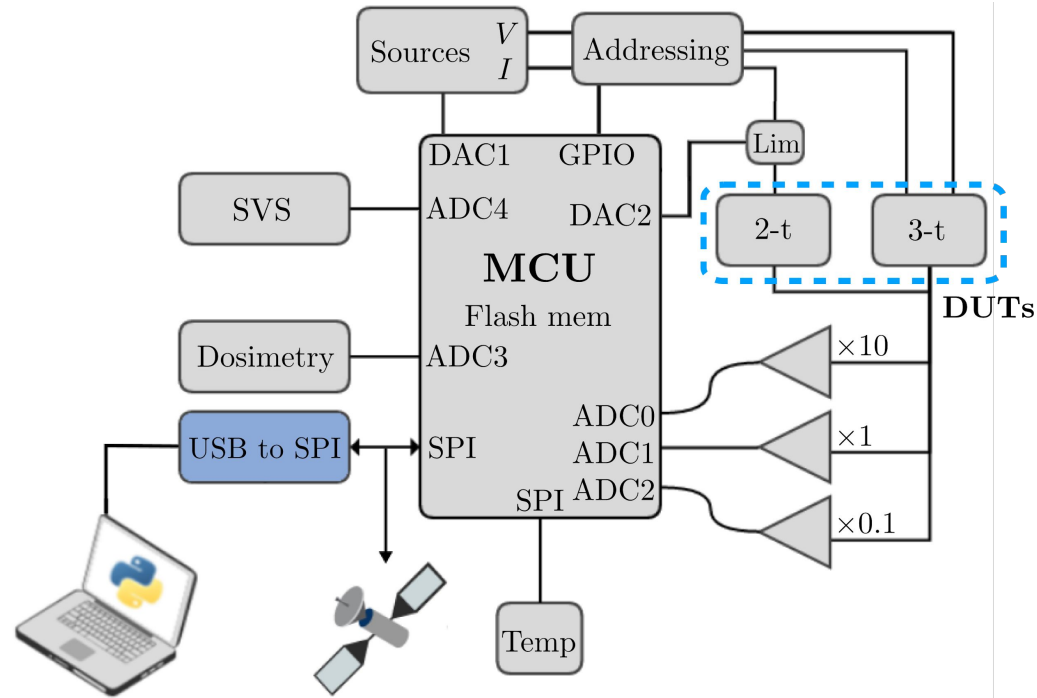 Sources
V
I
Addressing
DAC1
GPIO
Lim
SVS
ADC4
DAC2
2-t
3-t
MCU
Flash mem
DUTs
Dosimetry
ADC3
×10
ADC0
USB to SPI
SPI
ADC1
×1
ADC2
SPI
×0.1
Temp